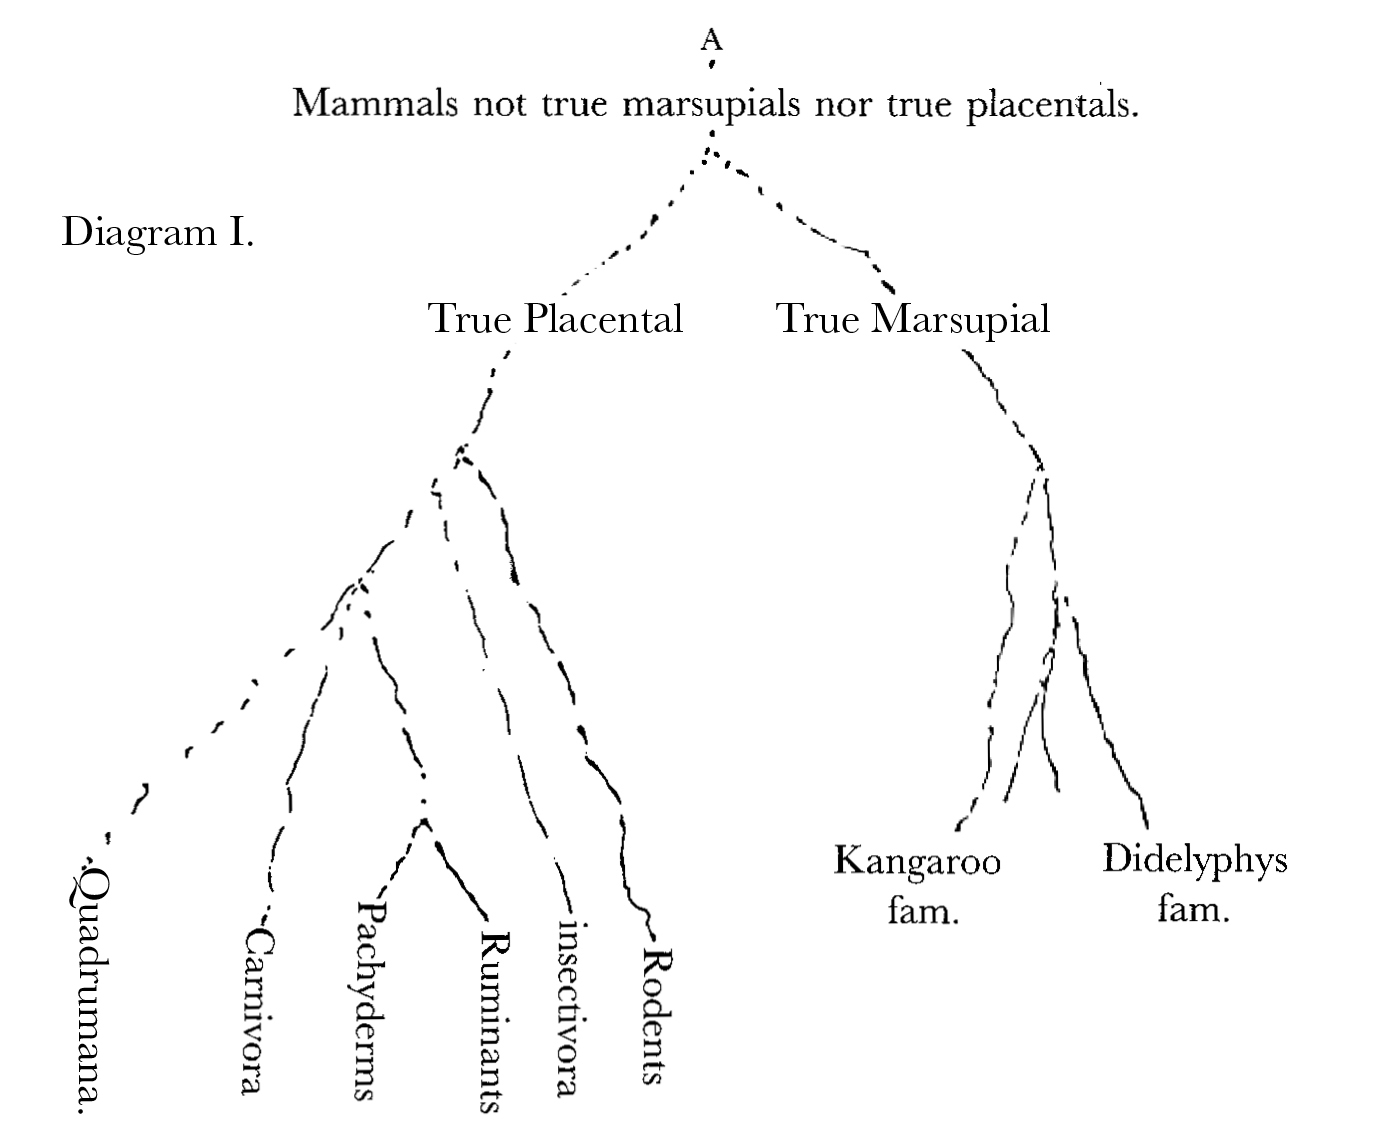 A
Mammals not true marsupials nor true placentals.
Diagram I.
True Placental
True Marsupial
Kangaroo
fam.
Didelyphys
fam.
Quadrumana.
Carnivora
Pachyderms
Ruminants
insectivora
Rodents